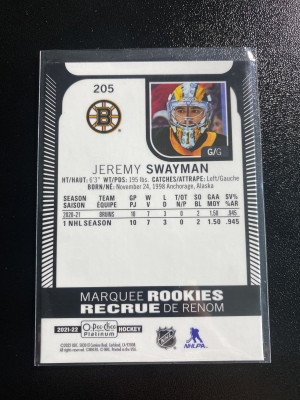 205
B
G/G
JEREMY SWAYMAN
HT/HAUT: 6'3" WT/PDS: 195 lbs. CATCHES/ATTRAPE: Left/Gauche
BORN/NÉ: November 24, 1998 Anchorage, Alaska
SEASON TEAM GP W L T/OT SO GAA SV%
SAISON ÉQUIPE PJ V D N/P BL MOY %AR
2020-21 BRUINS 10 7 3 0 2 1.50 .945
1 NHL SEASON 10 7 3 0 2 1.50 .945
MARQUEE ROOKIES
RECRUE DE RENOM
2021-22 O-Pee-Chee Platinum HOCKEY
NHL
NHLPA